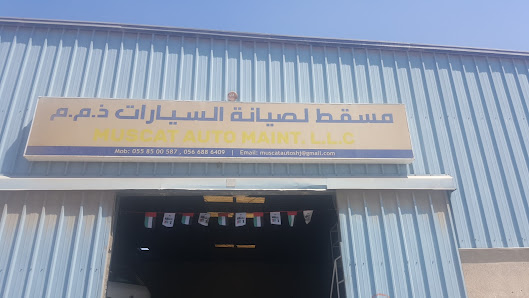 مسقط لصيانة السيارات ذ.م.م
MUSCAT AUTO MAINT. L.L.C
Mob: 055 85 00 587 , 056 688 6409 | Email: muscatautoshj@gmail.com